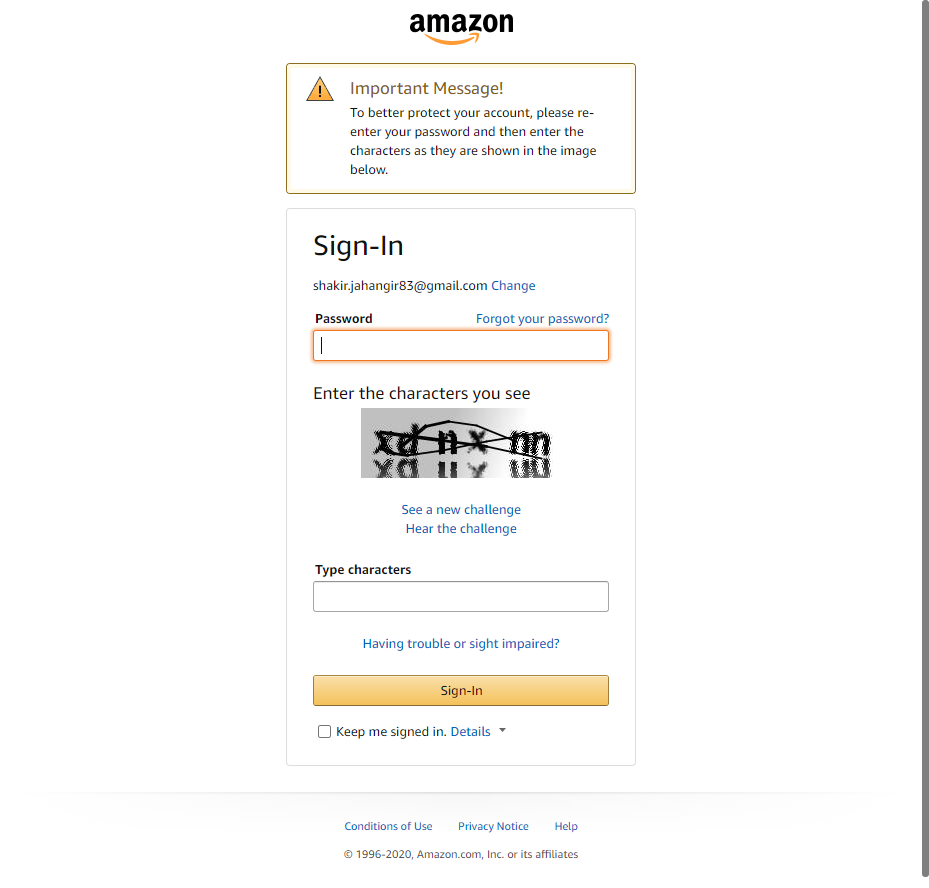 amazon
Important Message!
To better protect your account, please re-
enter your password and then enter the
characters as they are shown in the image
below.
Sign-In
shakir.jahangir83@gmail.com Change
Password Forgot your password?
Enter the characters you see
See a new challenge
Hear the challenge
Type characters
Having trouble or sight impaired?
Sign-In
Keep me signed in. Details
Conditions of Use Privacy Notice Help
© 1996-2020, Amazon.com, Inc. or its affiliates